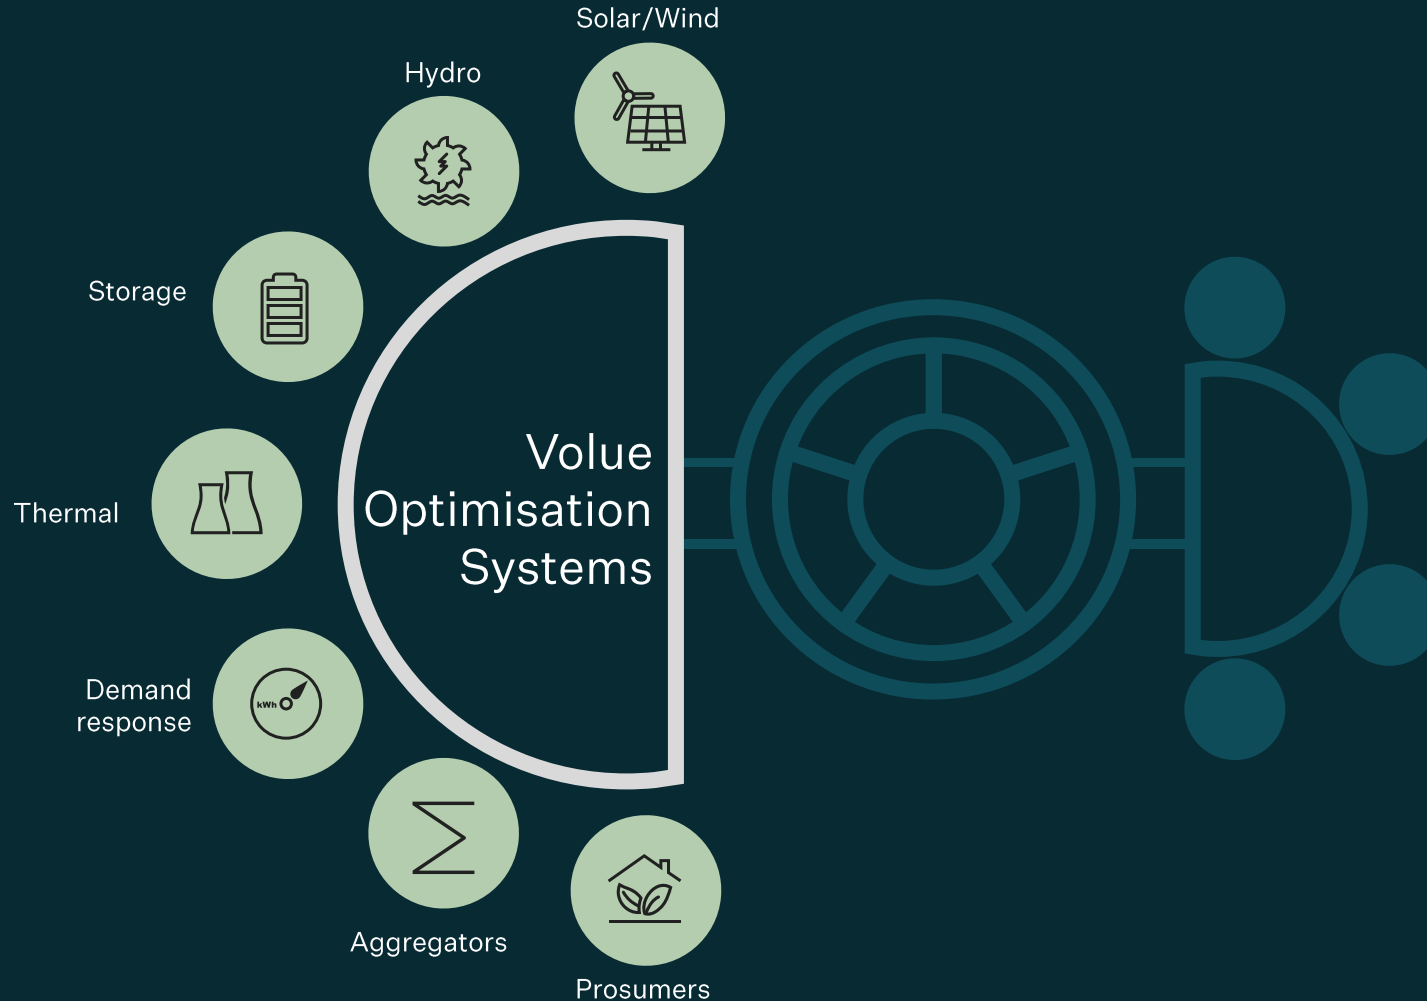 Solar/Wind
Hydro
Storage
Thermal
Volue
Optimisation
Systems
Demand
response
kWh
Aggregators
Prosumers